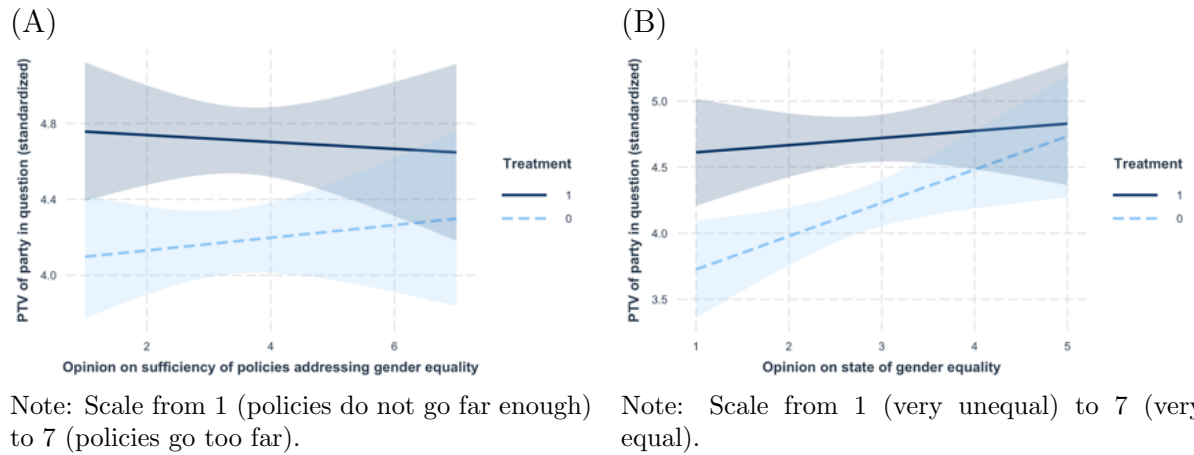 (A)
PTV of party in question (standardized)
4.8
4.4
4.0
2 4 6
Opinion on sufficiency of policies addressing gender equality
Treatment
1
0
Note: Scale from 1 (policies do not go far enough)
to 7 (policies go too far).
(B)
PTV of party in question (standardized)
5.0
4.5
4.0
3.5
1 2 3 4 5
Opinion on state of gender equality
Treatment
1
0
Note: Scale from 1 (very unequal) to 7 (very
equal).